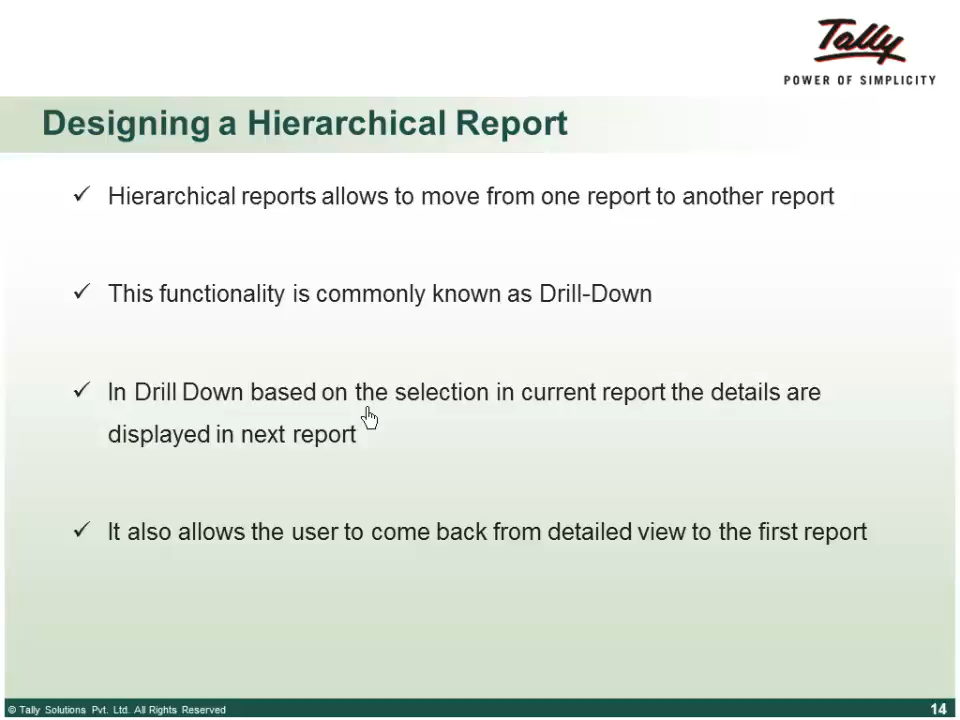 Tally
POWER OF SIMPLICITY
Designing a Hierarchical Report
✓ Hierarchical reports allows to move from one report to another report
✓ This functionality is commonly known as Drill-Down
✓ In Drill Down based on the selection in current report the details are
displayed in next report
✓ It also allows the user to come back from detailed view to the first report
© Tally Solutions Pvt. Ltd. All Rights Reserved
14